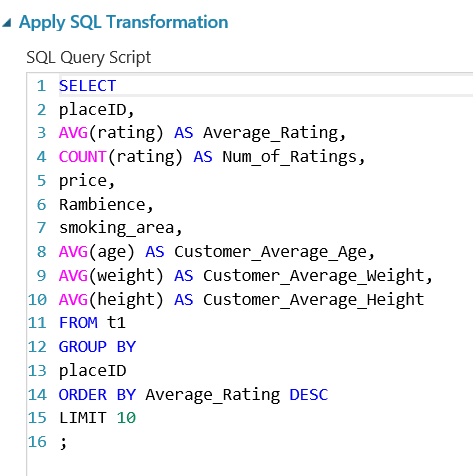 Apply SQL Transformation
SQL Query Script
1 SELECT
2 placeID,
3 AVG(rating) AS Average_Rating,
4 COUNT(rating) AS Num_of_Ratings,
5 price,
6 Rambience,
7 smoking_area,
8 AVG(age) AS Customer_Average_Age,
9 AVG(weight) AS Customer_Average_Weight,
10 AVG(height) AS Customer_Average_Height
11 FROM t1
12 GROUP BY
13 placeID
14 ORDER BY Average_Rating DESC
15 LIMIT 10
16 ;